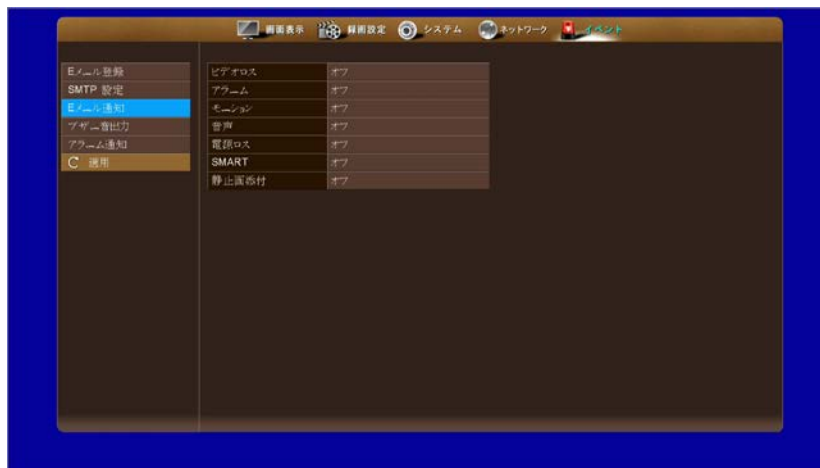 画面表示 録画設定 システム ネットワーク イベント
Eメール登録
SMTP 設定
Eメール通知
ブザー音出力
アラーム通知
適用
ビデオロス オフ
アラーム オフ
モーション オフ
音声 オフ
電源ロス オフ
SMART オフ
静止画添付 オフ